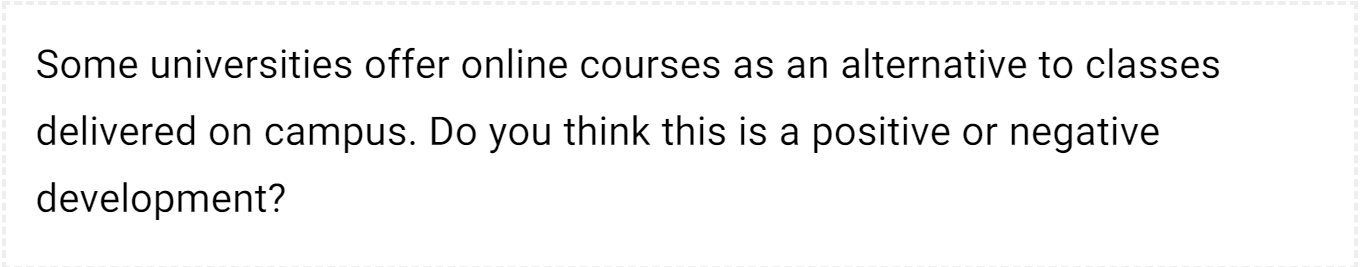 Some universities offer online courses as an alternative to classes
delivered on campus. Do you think this is a positive or negative
development?